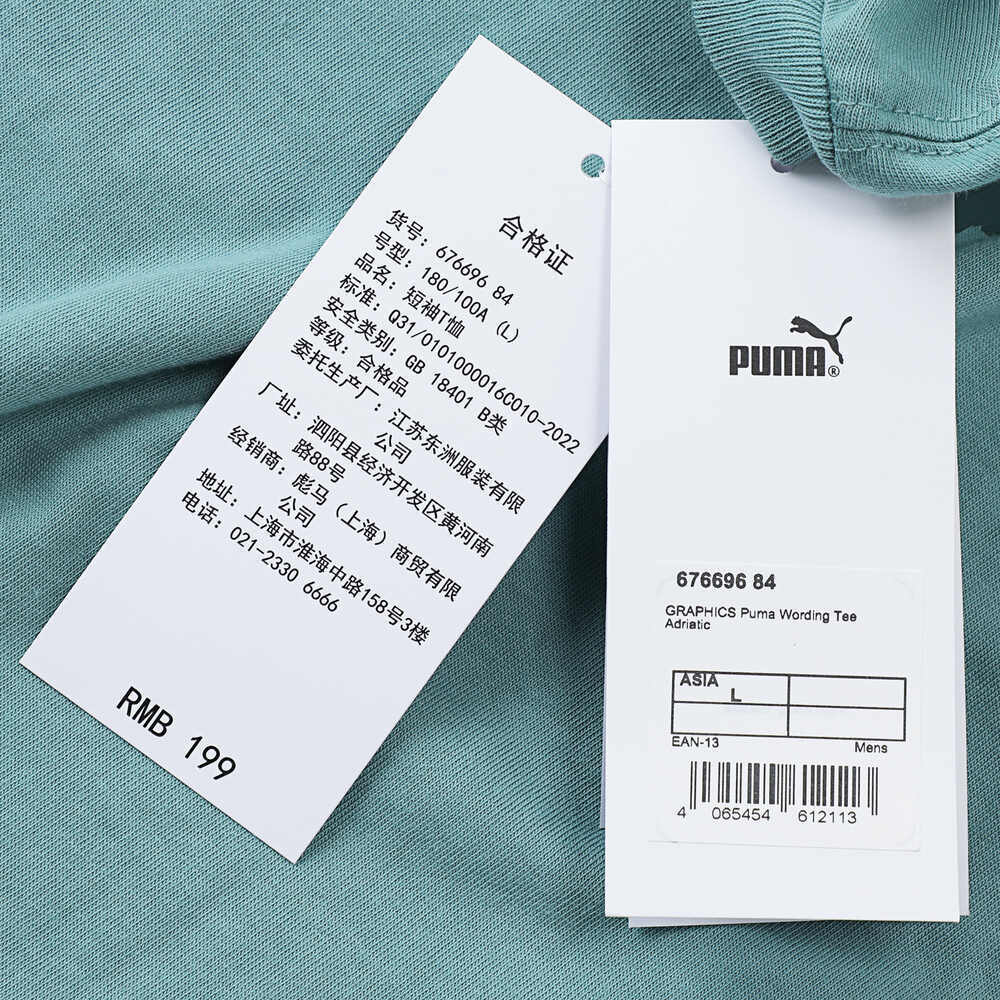 合格证
货号: 676696 84
号型: 180/100A (L)
品名: 短袖T恤
标准: Q31/0101000016C010-2022
安全类别: GB 18401 B类
等级: 合格品
委托生产厂: 江苏东洲服装有限
公司
厂址: 泗阳县经济开发区黄河南
路88号
经销商: 彪马 (上海) 商贸有限
公司
地址: 上海市淮海中路158号3楼
电话: 021-2330 6666
RMB 199
PUMA®
676696 84
GRAPHICS Puma Wording Tee
Adriatic
ASIA
L
EAN-13 Mens
4 065454 612113